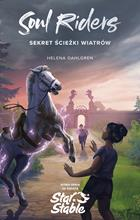 Soul Riders
SEKRET ŚCIEŻKI WIATRÓW
HELENA DAHLGREN
Star
Stable